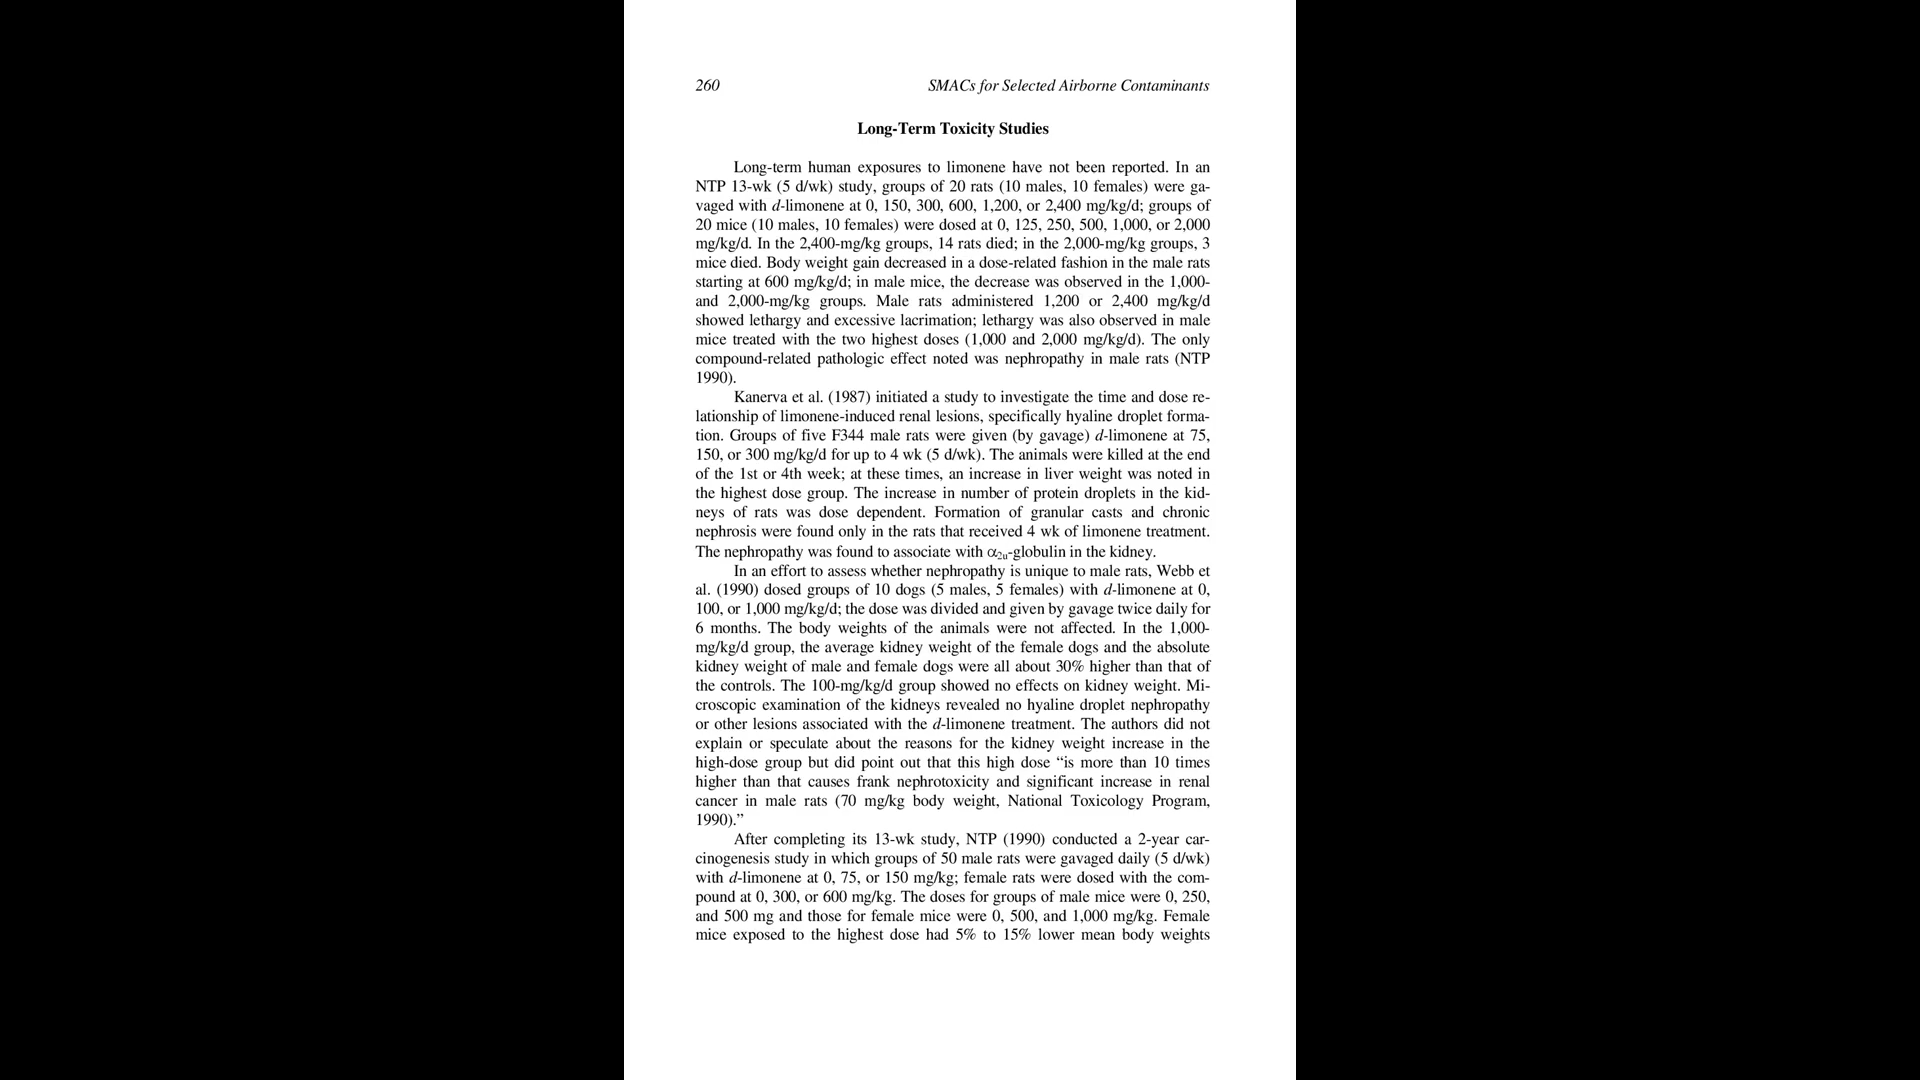 260 SMACs for Selected Airborne Contaminants
Long-Term Toxicity Studies
Long-term human exposures to limonene have not been reported. In an
NTP 13-wk (5 d/wk) study, groups of 20 rats (10 males, 10 females) were ga-
vaged with d-limonene at 0, 150, 300, 600, 1,200, or 2,400 mg/kg/d; groups of
20 mice (10 males, 10 females) were dosed at 0, 125, 250, 500, 1,000, or 2,000
mg/kg/d. In the 2,400-mg/kg groups, 14 rats died; in the 2,000-mg/kg groups, 3
mice died. Body weight gain decreased in a dose-related fashion in the male rats
starting at 600 mg/kg/d; in male mice, the decrease was observed in the 1,000-
and 2,000-mg/kg groups. Male rats administered 1,200 or 2,400 mg/kg/d
showed lethargy and excessive lacrimation; lethargy was also observed in male
mice treated with the two highest doses (1,000 and 2,000 mg/kg/d). The only
compound-related pathologic effect noted was nephropathy in male rats (NTP
1990).
Kanerva et al. (1987) initiated a study to investigate the time and dose re-
lationship of limonene-induced renal lesions, specifically hyaline droplet forma-
tion. Groups of five F344 male rats were given (by gavage) d-limonene at 75,
150, or 300 mg/kg/d for up to 4 wk (5 d/wk). The animals were killed at the end
of the 1st or 4th week; at these times, an increase in liver weight was noted in
the highest dose group. The increase in number of protein droplets in the kid-
neys of rats was dose dependent. Formation of granular casts and chronic
nephrosis were found only in the rats that received 4 wk of limonene treatment.
The nephropathy was found to associate with α2u-globulin in the kidney.
In an effort to assess whether nephropathy is unique to male rats, Webb et
al. (1990) dosed groups of 10 dogs (5 males, 5 females) with d-limonene at 0,
100, or 1,000 mg/kg/d; the dose was divided and given by gavage twice daily for
6 months. The body weights of the animals were not affected. In the 1,000-
mg/kg/d group, the average kidney weight of the female dogs and the absolute
kidney weight of male and female dogs were all about 30% higher than that of
the controls. The 100-mg/kg/d group showed no effects on kidney weight. Mi-
croscopic examination of the kidneys revealed no hyaline droplet nephropathy
or other lesions associated with the d-limonene treatment. The authors did not
explain or speculate about the reasons for the kidney weight increase in the
high-dose group but did point out that this high dose “is more than 10 times
higher than that causes frank nephrotoxicity and significant increase in renal
cancer in male rats (70 mg/kg body weight, National Toxicology Program,
1990).”
After completing its 13-wk study, NTP (1990) conducted a 2-year car-
cinogenesis study in which groups of 50 male rats were gavaged daily (5 d/wk)
with d-limonene at 0, 75, or 150 mg/kg; female rats were dosed with the com-
pound at 0, 300, or 600 mg/kg. The doses for groups of male mice were 0, 250,
and 500 mg and those for female mice were 0, 500, and 1,000 mg/kg. Female
mice exposed to the highest dose had 5% to 15% lower mean body weights